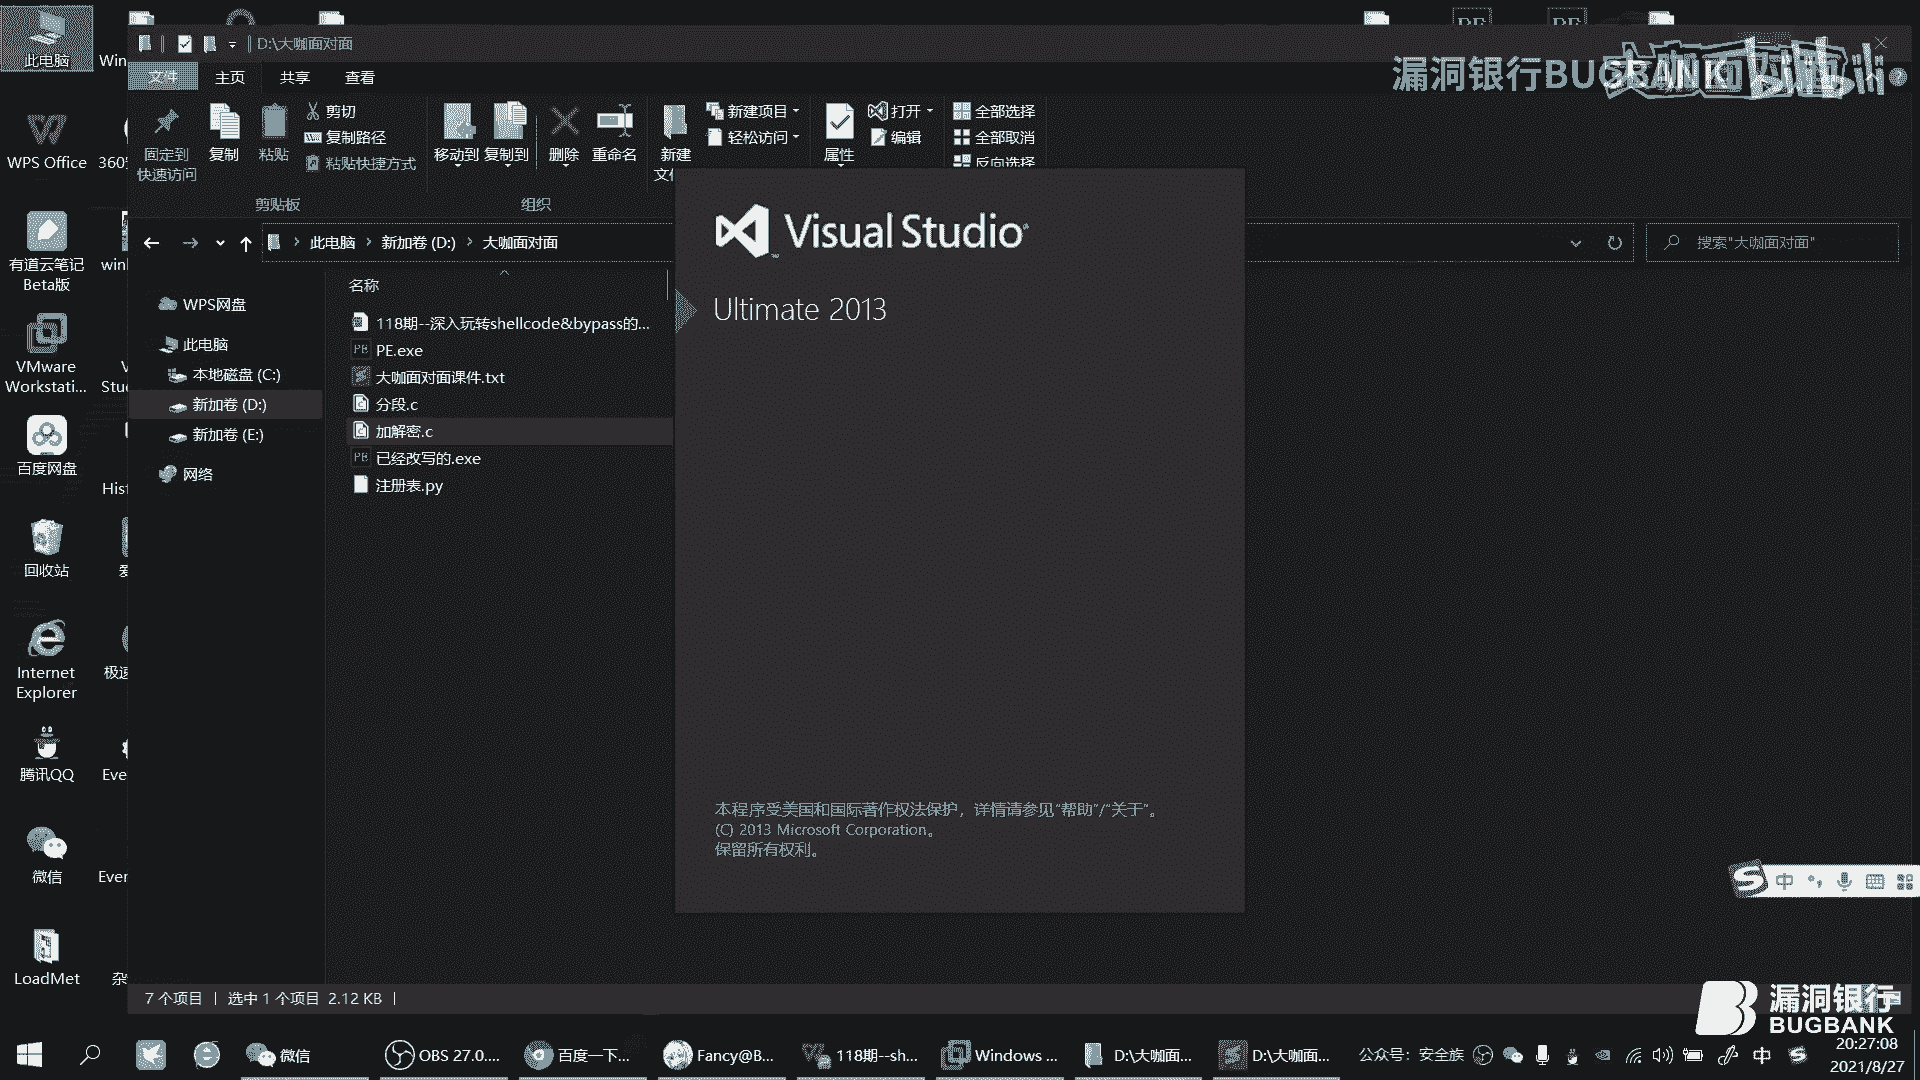 此电脑
Win
WPS Office
360
有道云笔记
Beta版
winl
VMware
Workstati...
V
Stu
百度网盘
Hist
回收站
爱
Internet
Explorer
极速
腾讯QQ
Eve
微信
Ever
LoadMet
杂
D:\大咖面对面
文件
主页
共享
查看
漏洞银行BUGBANK
大咖面对面
bilibili
固定到
快速访问
复制
粘贴
剪切
复制路径
粘贴快捷方式
剪贴板
移动到
复制到
删除
重命名
组织
新建
文件
新建项目
轻松访问
属性
打开
编辑
全部选择
全部取消
反向选择
此电脑
新加卷 (D:)
大咖面对面
搜索"大咖面对面"
WPS网盘
此电脑
本地磁盘 (C:)
新加卷 (D:)
新加卷 (E:)
网络
名称
118期--深入玩转shellcode&bypass的...
PE.exe
大咖面对面课件.txt
分段.c
加解密.c
已经改写的.exe
注册表.py
Visual Studio
Ultimate 2013
本程序受美国和国际著作权法保护，详情请参见“帮助”/“关于”。
(C) 2013 Microsoft Corporation。
保留所有权利。
中
7 个项目
选中 1 个项目 2.12 KB
漏洞银行
BUGBANK
微信
OBS 27.0....
百度一下...
Fancy@B...
118期--sh...
Windows ...
D:\大咖面...
D:\大咖面...
公众号：安全族
中
20:27:08
2021/8/27